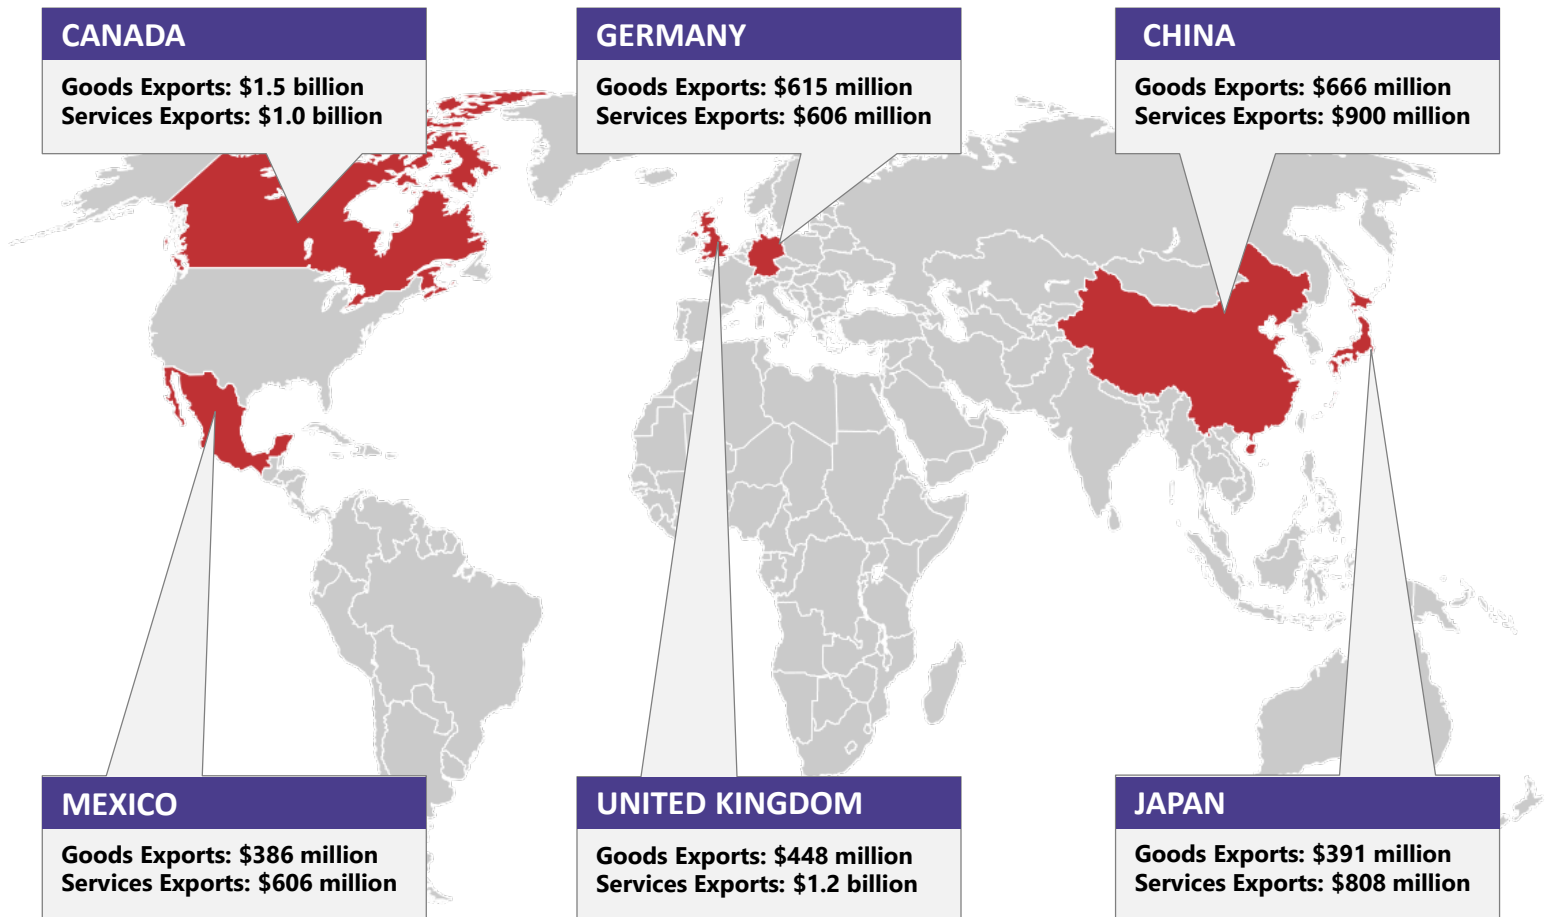 CANADA
Goods Exports: $1.5 billion
Services Exports: $1.0 billion
GERMANY
Goods Exports: $615 million
Services Exports: $606 million
CHINA
Goods Exports: $666 million
Services Exports: $900 million
MEXICO
Goods Exports: $386 million
Services Exports: $606 million
UNITED KINGDOM
Goods Exports: $448 million
Services Exports: $1.2 billion
JAPAN
Goods Exports: $391 million
Services Exports: $808 million